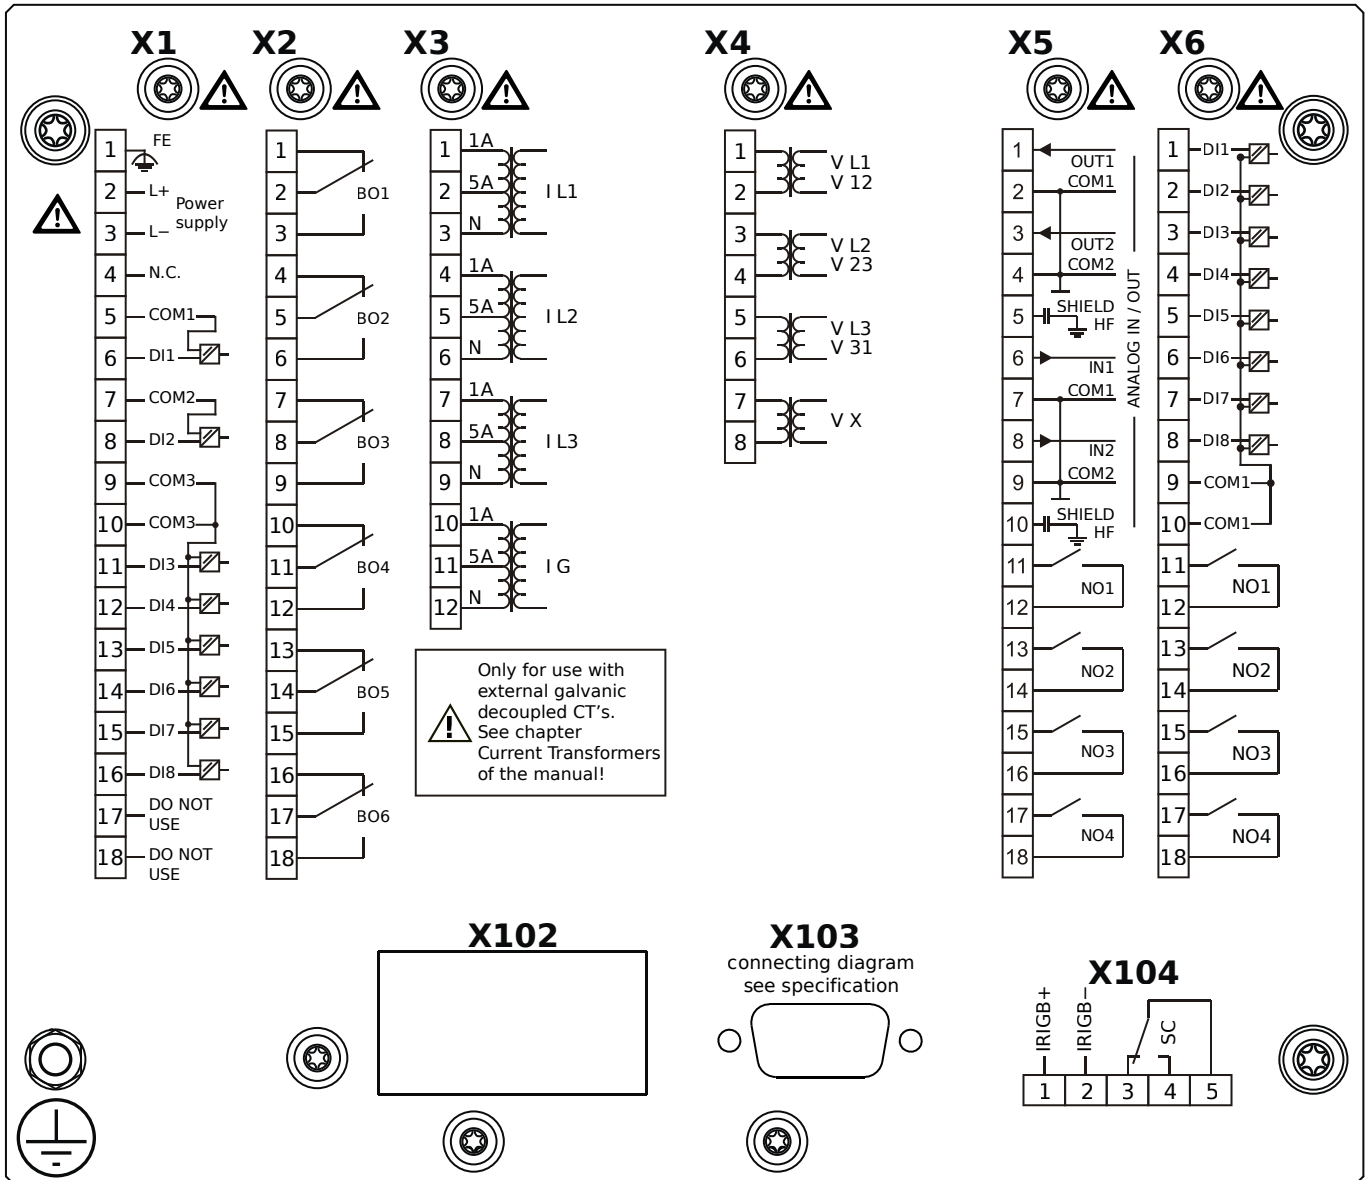 X1 X2 X3 X4 X5 X6
1 FE
2 L+
Power
supply
3 L−
4 N.C.
5 COM1
6 DI1
7 COM2
8 DI2
9 COM3
10 COM3
11 DI3
12 DI4
13 DI5
14 DI6
15 DI7
16 DI8
17 DO NOT
USE
18 DO NOT
USE
1
2 BO1
3
4
5 BO2
6
7
8 BO3
9
10
11 BO4
12
13
14 BO5
15
16
17 BO6
18
1 1A
2 5A I L1
3 N
4 1A
5 5A I L2
6 N
7 1A
8 5A I L3
9 N
10 1A
11 5A I G
12 N
Only for use with
external galvanic
decoupled CT's.
See chapter
Current Transformers
of the manual!
1 V L1
2 V 12
3 V L2
4 V 23
5 V L3
6 V 31
7 V X
8
1 OUT1
2 COM1
3 OUT2
4 COM2
5 SHIELD
HF
6 IN1
7 COM1
8 IN2
9 COM2
10 SHIELD
HF
ANALOG IN / OUT
11 NO1
12
13 NO2
14
15 NO3
16
17 NO4
18
1 DI1
2 DI2
3 DI3
4 DI4
5 DI5
6 DI6
7 DI7
8 DI8
9 COM1
10 COM1
11 NO1
12
13 NO2
14
15 NO3
16
17 NO4
18
X102
X103
connecting diagram
see specification
X104
IRIGB+ IRIGB− SC
1 2 3 4 5